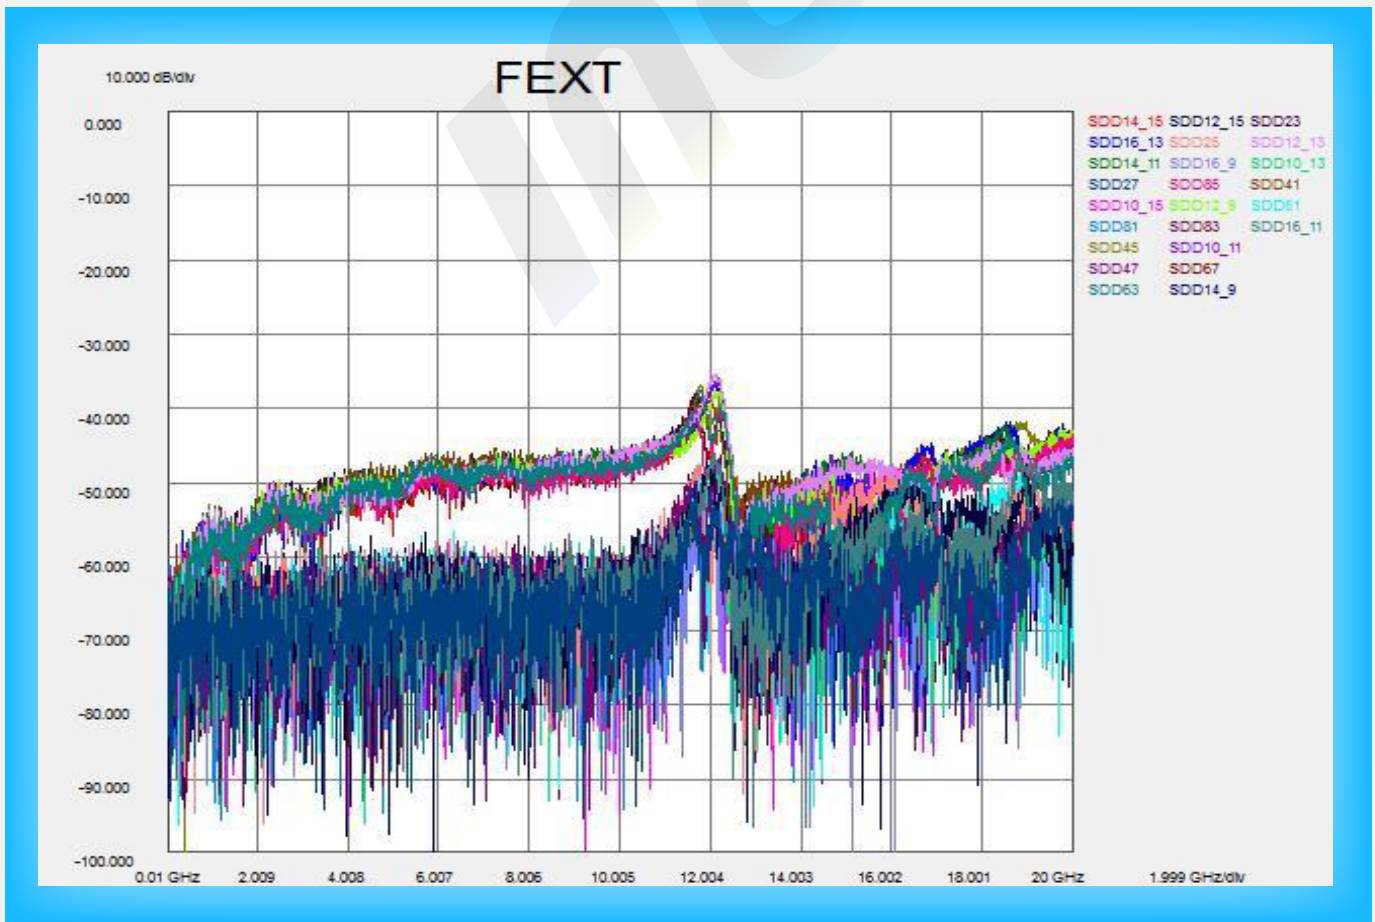 10.000 dB/div
FEXT
0.000
-10.000
-20.000
-30.000
-40.000
-50.000
-60.000
-70.000
-80.000
-90.000
-100.000
0.01 GHz 2.009 4.008 6.007 8.006 10.005 12.004 14.003 16.002 18.001 20 GHz 1.999 GHz/div
SDD14_15 SDD12_15 SDD23
SDD16_13 SDD25 SDD12_13
SDD14_11 SDD16_9 SDD10_13
SDD27 SDD85 SDD41
SDD10_15 SDD12_9 SDD61
SDD81 SDD83 SDD16_11
SDD45 SDD10_11
SDD47 SDD67
SDD63 SDD14_9